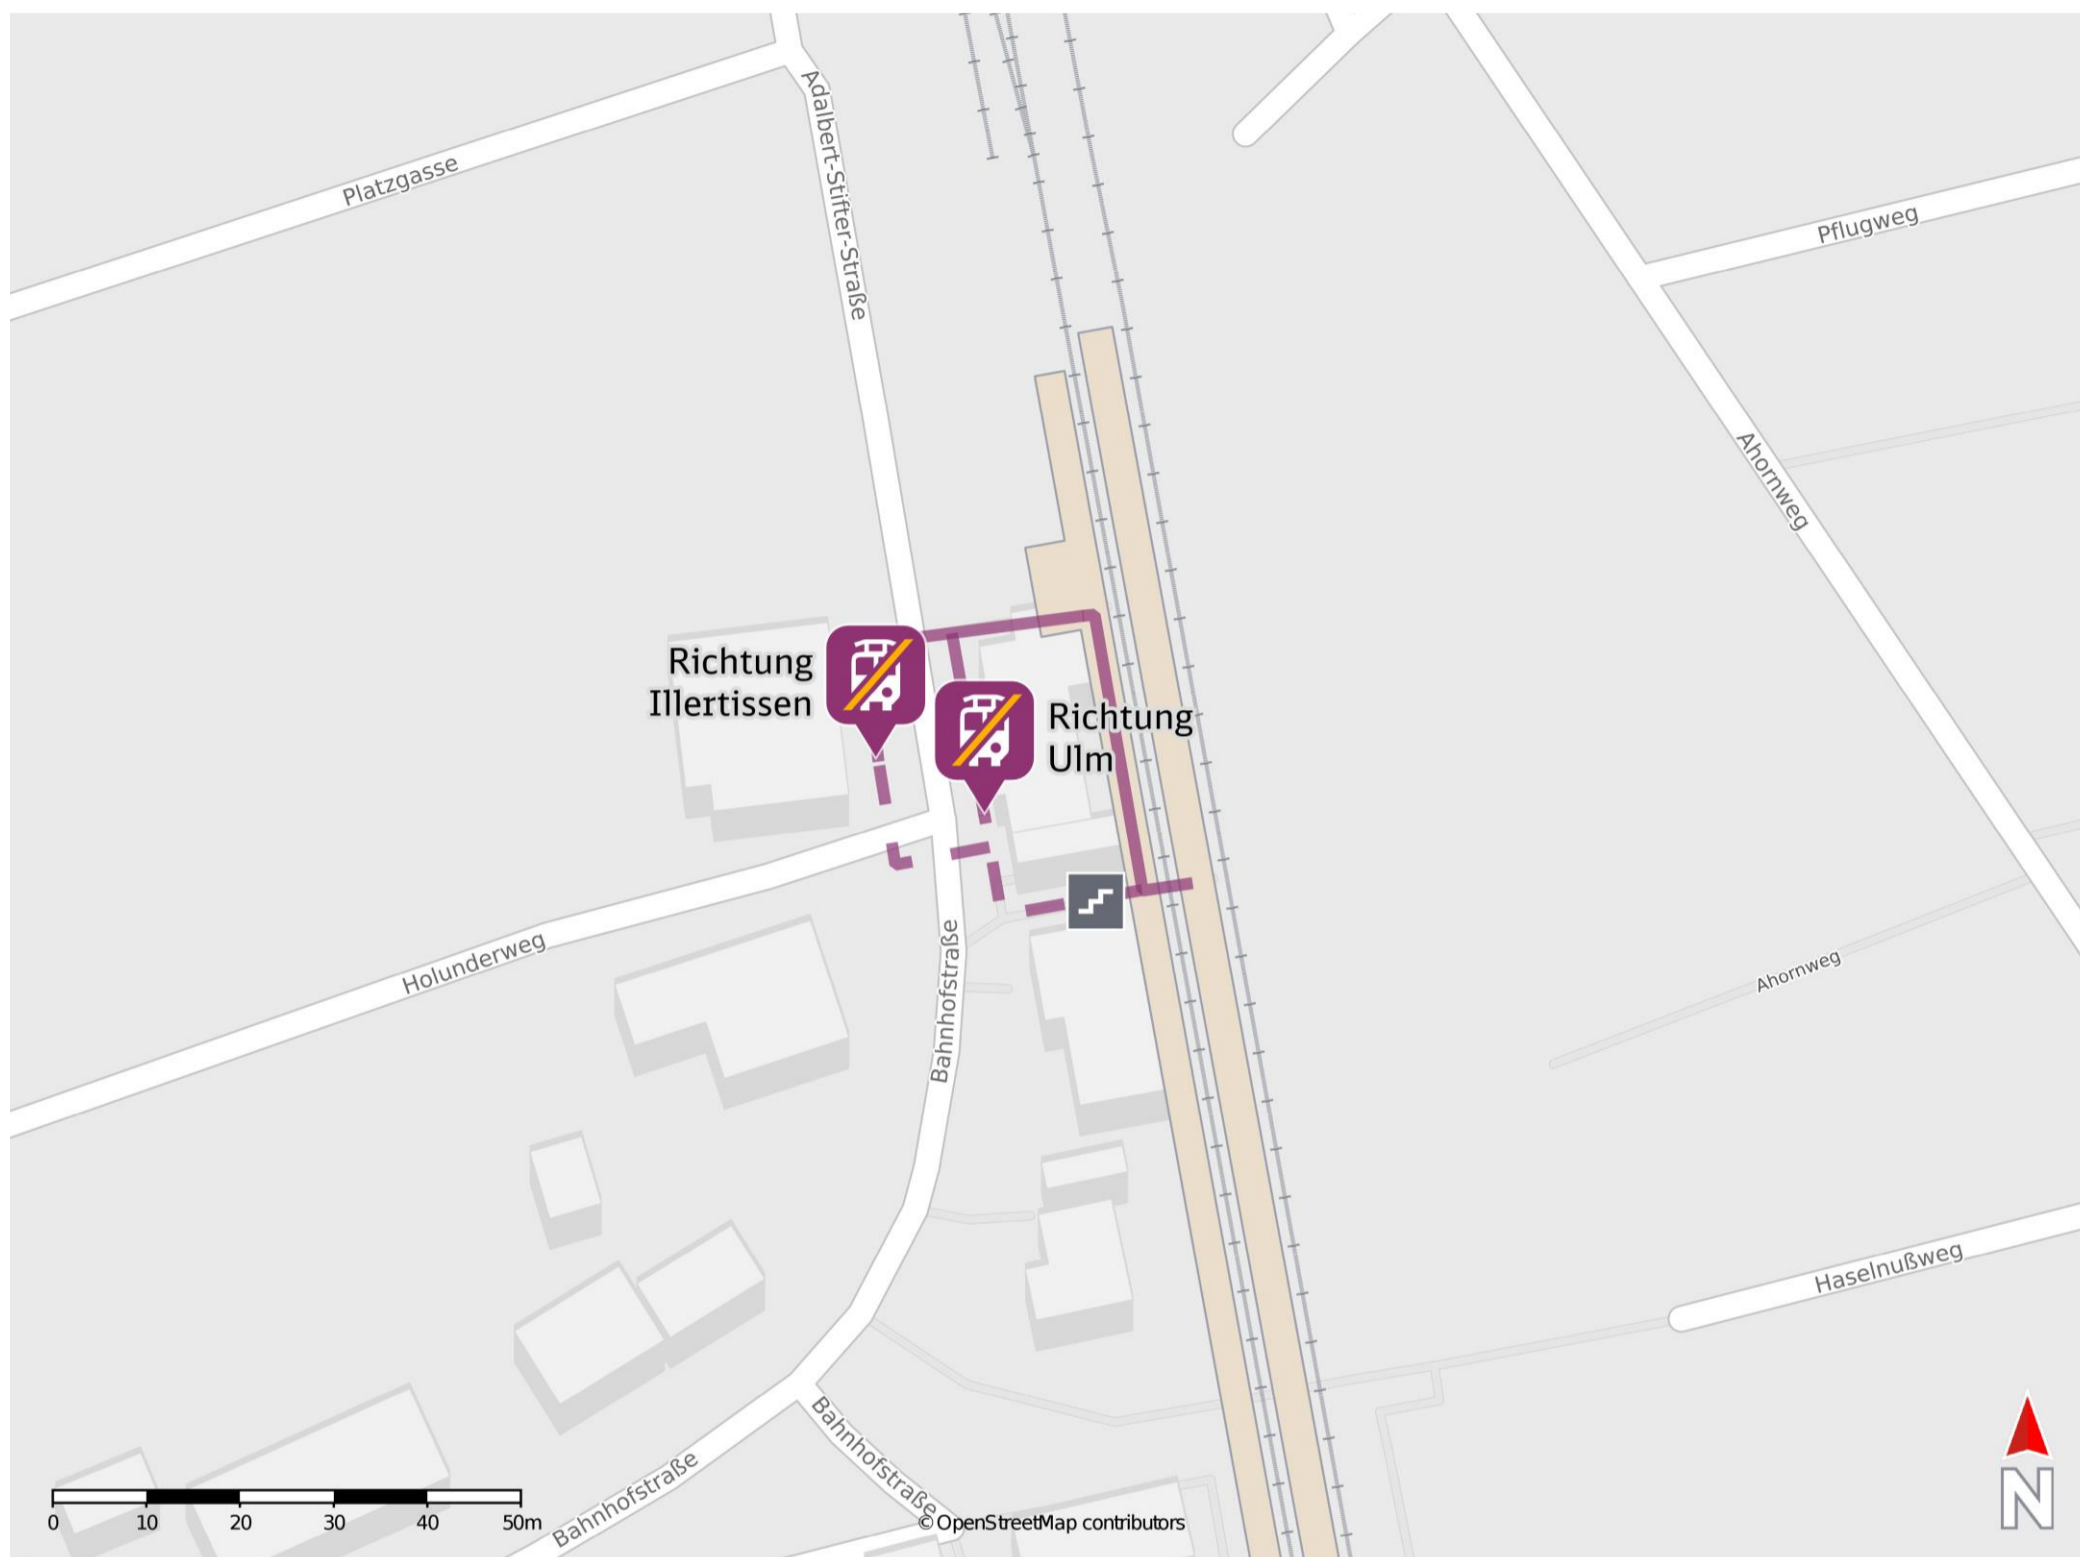 Adalbert-Stifter-Straße
Platzgasse
Pflugweg
Ahornweg
Richtung
Illertissen
Richtung
Ulm
Holunderweg
Bahnhofstraße
Ahornweg
Haselnußweg
Bahnhofstraße
Bahnhofstraße
0 10 20 30 40 50m
© OpenStreetMap contributors
N